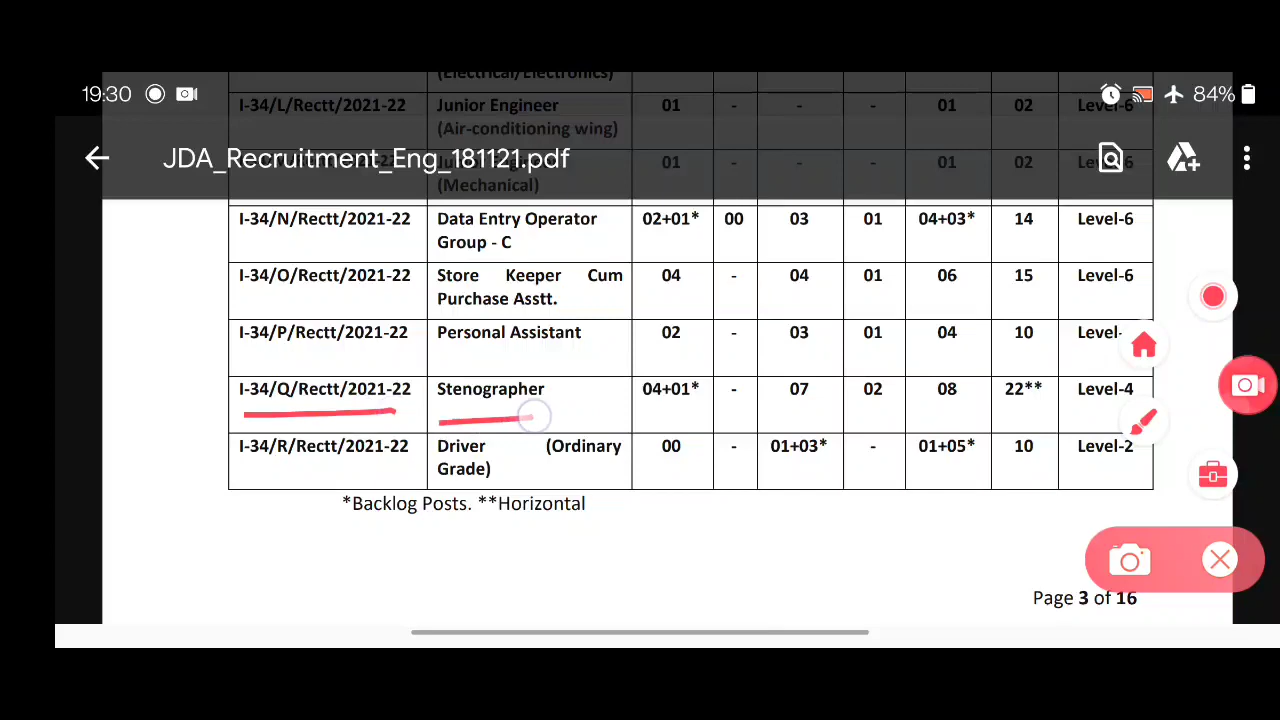 (Electrical/Electronics)
19:30 84%
I-34/L/Rectt/2021-22 Junior Engineer 01 - - - 01 02 Level-6
(Air-conditioning wing)
JDA_Recruitment_Eng_181121.pdf
01 - - - 01 02
(Mechanical)
I-34/N/Rectt/2021-22 Data Entry Operator 02+01* 00 03 01 04+03* 14 Level-6
Group - C
I-34/O/Rectt/2021-22 Store Keeper Cum 04 - 04 01 06 15 Level-6
Purchase Asstt.
I-34/P/Rectt/2021-22 Personal Assistant 02 - 03 01 04 10 Level-
I-34/Q/Rectt/2021-22 Stenographer 04+01* - 07 02 08 22** Level-4
I-34/R/Rectt/2021-22 Driver (Ordinary 00 - 01+03* - 01+05* 10 Level-2
Grade)
*Backlog Posts. **Horizontal
Page 3 of 16